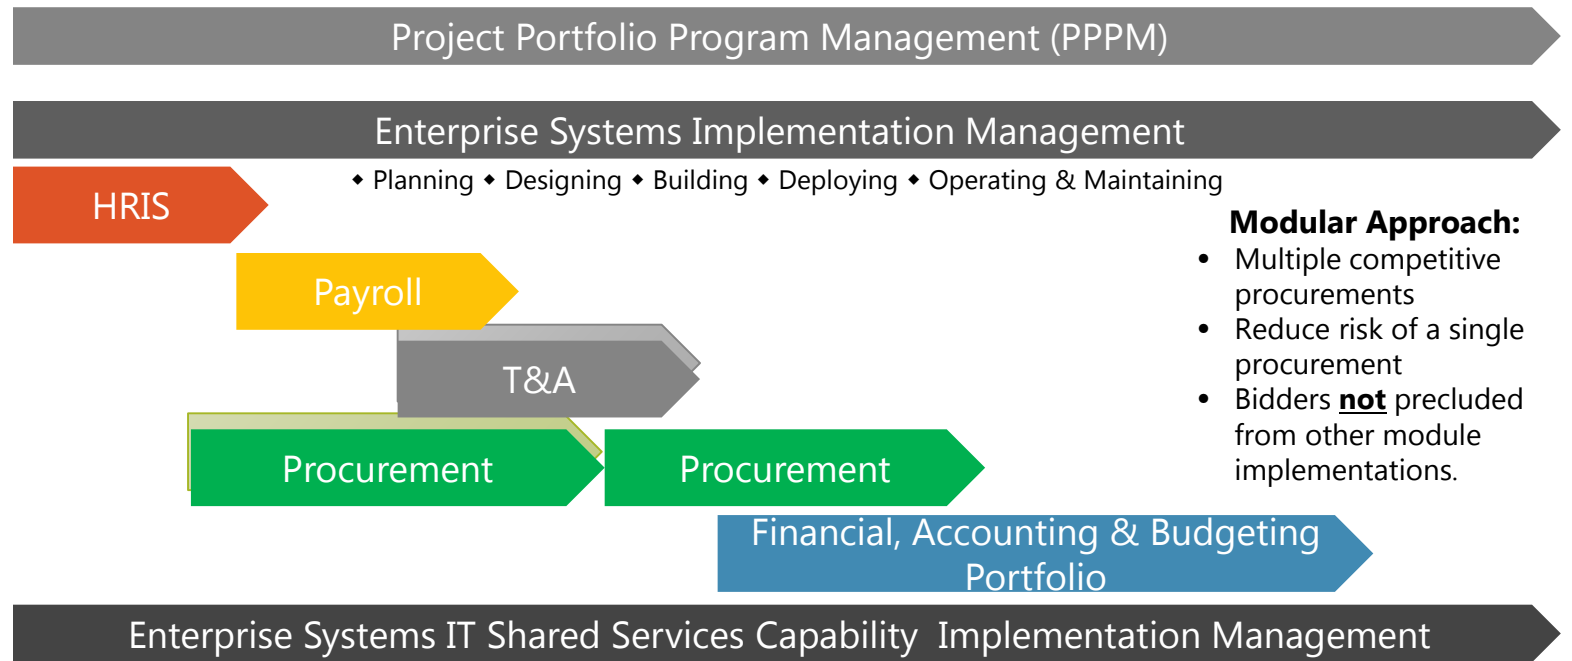 Project Portfolio Program Management (PPPM)
Enterprise Systems Implementation Management
◆ Planning ◆ Designing ◆ Building ◆ Deploying ◆ Operating & Maintaining
HRIS
Payroll
T&A
Procurement
Procurement
Financial, Accounting & Budgeting
Portfolio
Modular Approach:
• Multiple competitive
procurements
• Reduce risk of a single
procurement
• Bidders not precluded
from other module
implementations.
Enterprise Systems IT Shared Services Capability  Implementation Management